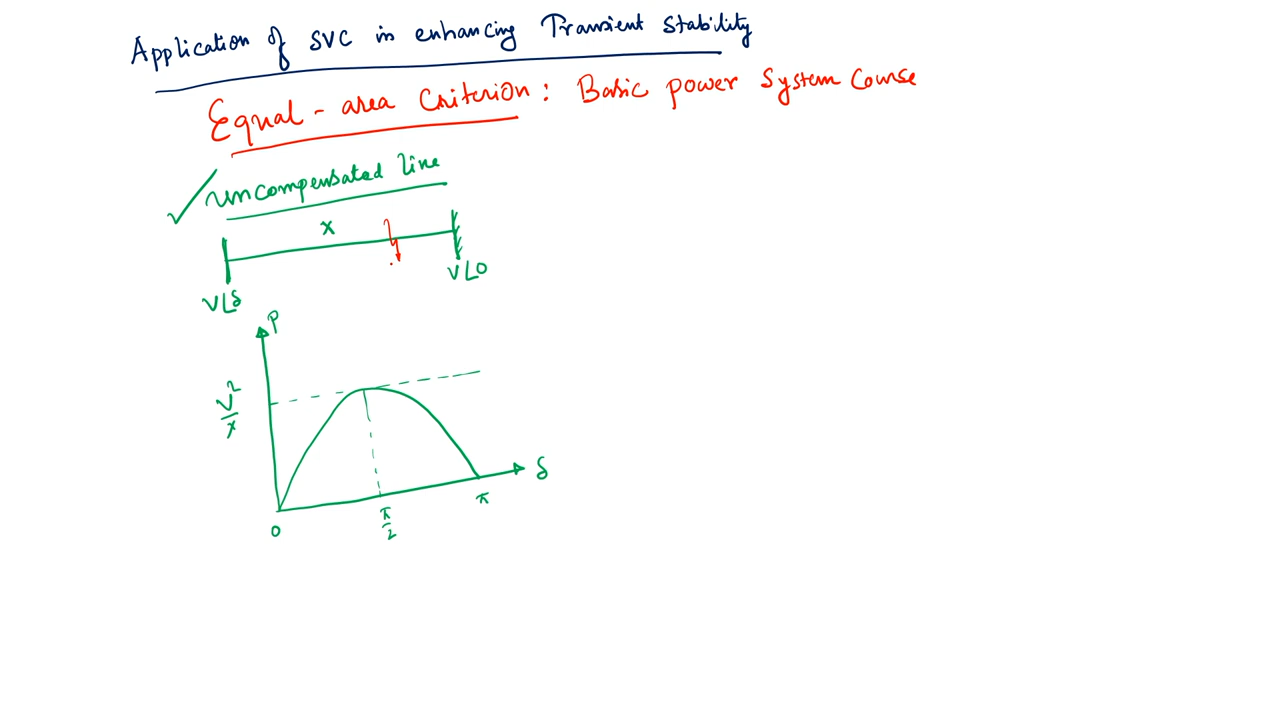 Application of SVC in enhancing Transient Stability
Equal-area Criterion: Basic power System Course
uncompensated line
x
V∠δ
V∠0
P
V²/x
δ
0
π/2
π